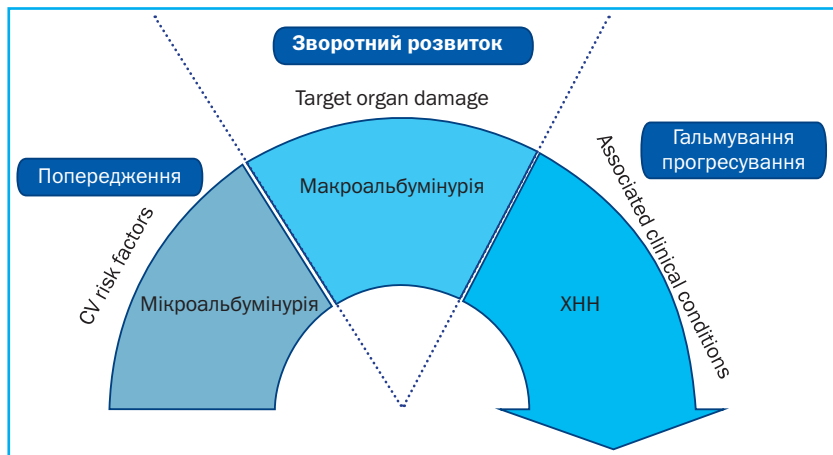 Зворотний розвиток
Target organ damage
Гальмування
прогресування
Попередження
Макроальбумінурія
CV risk factors
Associated clinical conditions
Мікроальбумінурія
ХНН